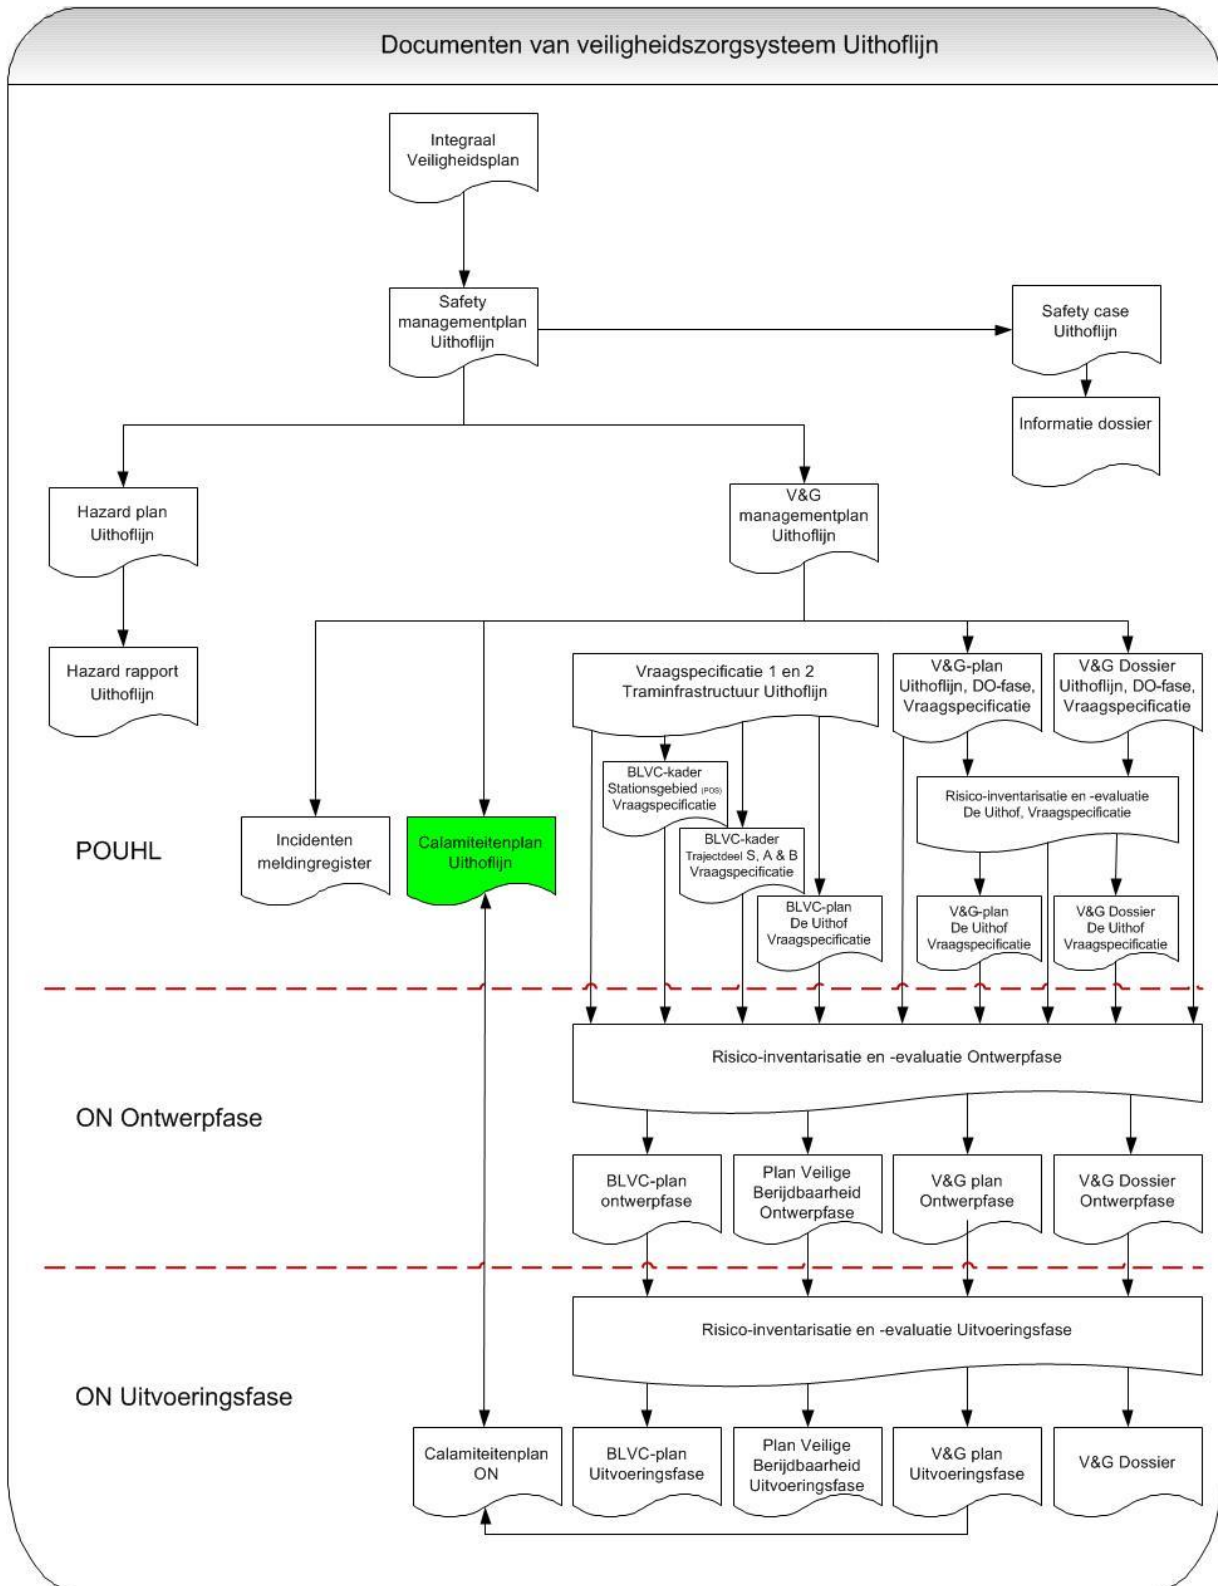 Documenten van veiligheidszorgsysteem Uithoflijn
Integraal
Veiligheidsplan
Safety
managementplan
Uithoflijn
Safety case
Uithoflijn
Informatie dossier
Hazard plan
Uithoflijn
V&G
managementplan
Uithoflijn
Hazard rapport
Uithoflijn
Vraagspecificatie 1 en 2
Traminfrastructuur Uithoflijn
V&G-plan
Uithoflijn, DO-fase,
Vraagspecificatie
V&G Dossier
Uithoflijn, DO-fase,
Vraagspecificatie
BLVC-kader
Stationsgebied (POS)
Vraagspecificatie
Risico-inventarisatie en -evaluatie
De Uithof, Vraagspecificatie
POUHL
Incidenten
meldingregister
Calamiteitenplan
Uithoflijn
BLVC-kader
Trajectdeel S, A & B
Vraagspecificatie
BLVC-plan
De Uithof
Vraagspecificatie
V&G-plan
De Uithof
Vraagspecificatie
V&G Dossier
De Uithof
Vraagspecificatie
Risico-inventarisatie en -evaluatie Ontwerpfase
ON Ontwerpfase
BLVC-plan
ontwerpfase
Plan Veilige
Berijdbaarheid
Ontwerpfase
V&G plan
Ontwerpfase
V&G Dossier
Ontwerpfase
Risico-inventarisatie en -evaluatie Uitvoeringsfase
ON Uitvoeringsfase
Calamiteitenplan
ON
BLVC-plan
Uitvoeringsfase
Plan Veilige
Berijdbaarheid
Uitvoeringsfase
V&G plan
Uitvoeringsfase
V&G Dossier